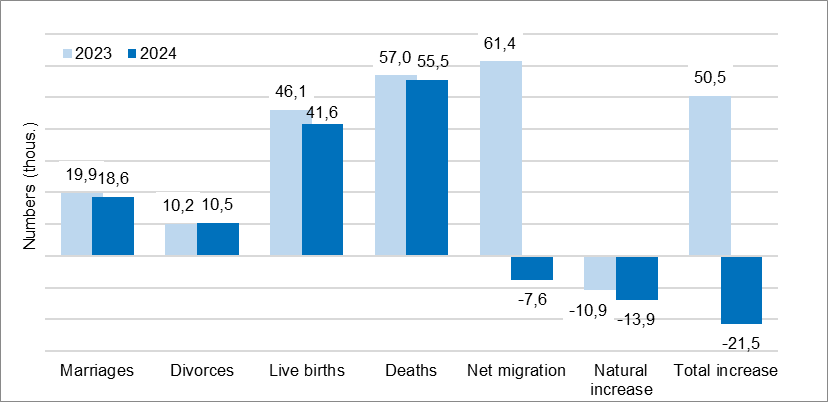 2023 2024
Numbers (thous.)
19,9 18,6
10,2 10,5
46,1 41,6
57,0 55,5
61,4 -7,6
-10,9 -13,9
50,5 -21,5
Marriages
Divorces
Live births
Deaths
Net migration
Natural
increase
Total increase